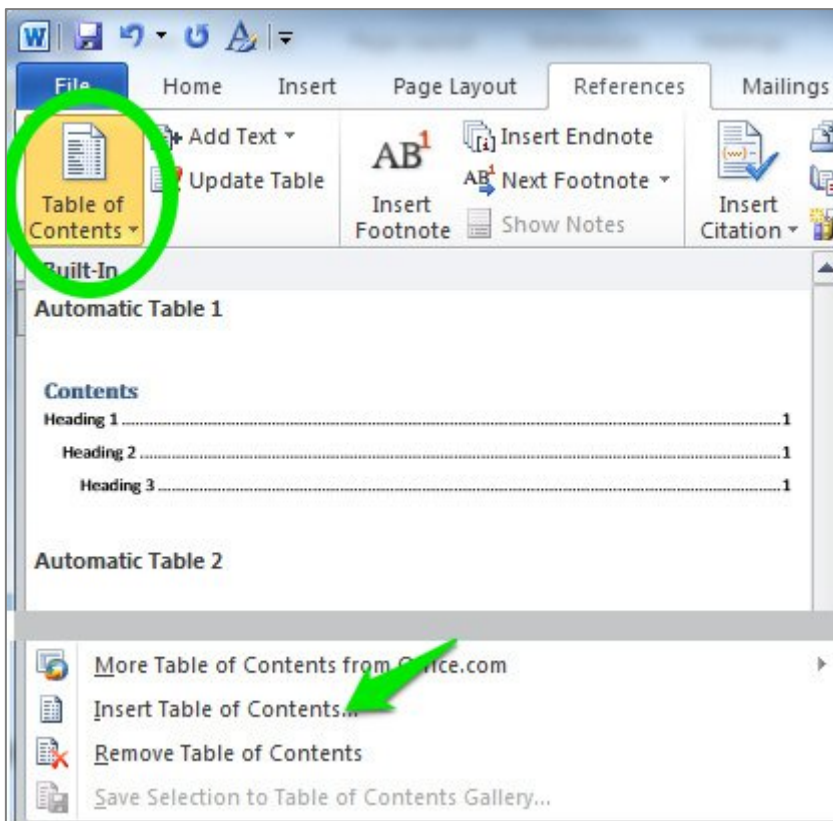 W
File Home Insert Page Layout References Mailings
Add Text
Insert Endnote
Update Table
AB1
AB1 Next Footnote
Table of
Contents
Insert
Footnote
Show Notes
Insert
Citation
Built-In
Automatic Table 1
Contents
Heading 1 1
Heading 2 1
Heading 3 1
Automatic Table 2
More Table of Contents from Office.com
Insert Table of Contents...
Remove Table of Contents
Save Selection to Table of Contents Gallery...